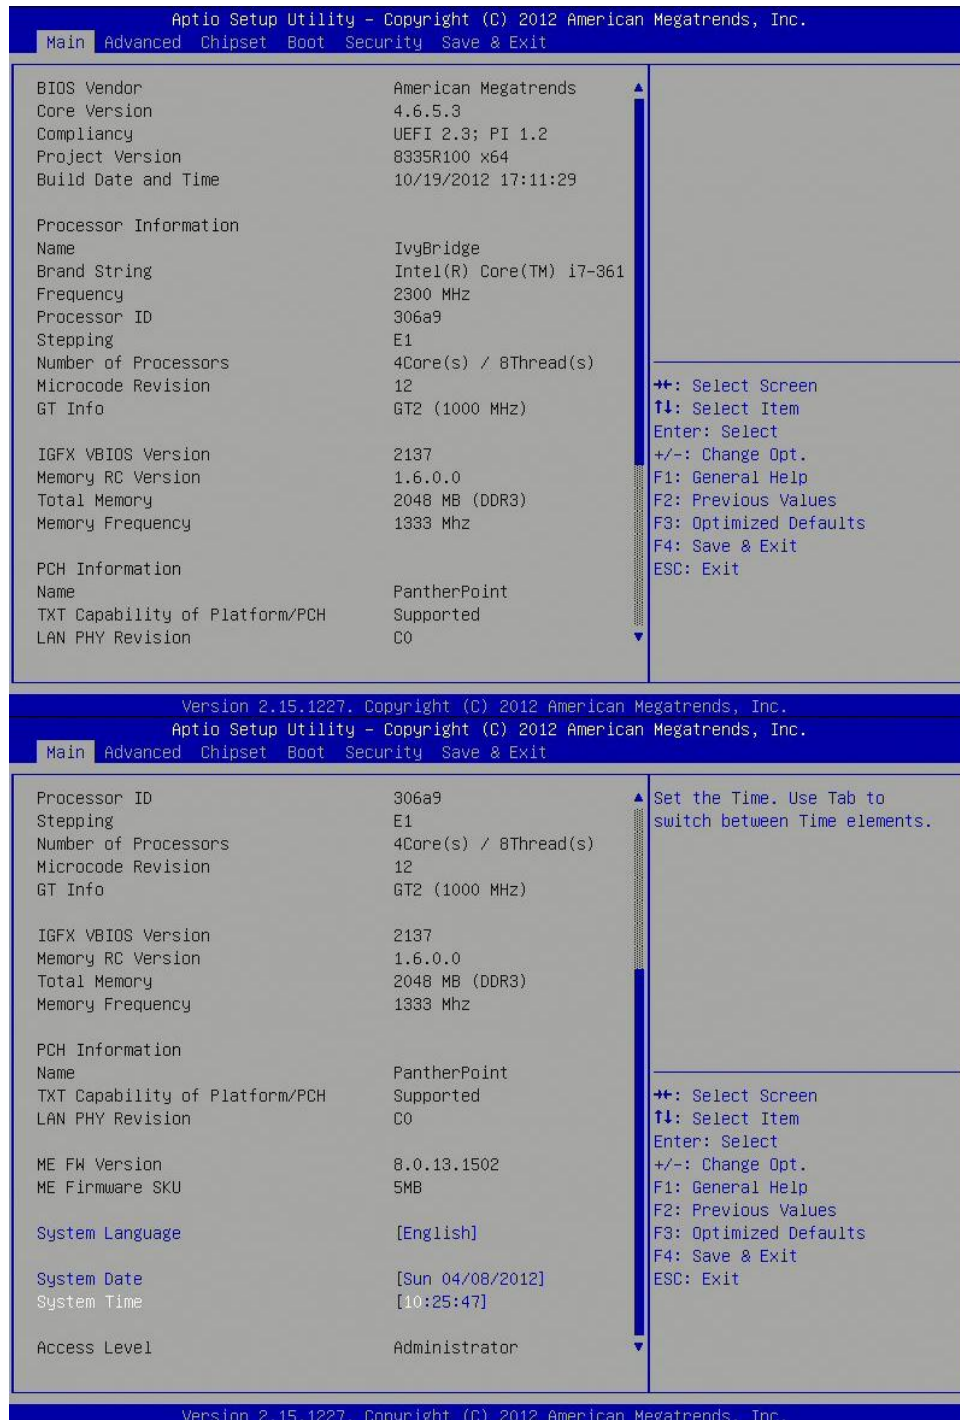 Aptio Setup Utility – Copyright (C) 2012 American Megatrends, Inc.
Main Advanced Chipset Boot Security Save & Exit
BIOS Vendor American Megatrends
Core Version 4.6.5.3
Compliancy UEFI 2.3; PI 1.2
Project Version 8335R100 x64
Build Date and Time 10/19/2012 17:11:29
Processor Information
Name IvyBridge
Brand String Intel(R) Core(TM) i7-361
Frequency 2300 MHz
Processor ID 306a9
Stepping E1
Number of Processors 4Core(s) / 8Thread(s)
Microcode Revision 12
GT Info GT2 (1000 MHz)
IGFX VBIOS Version 2137
Memory RC Version 1.6.0.0
Total Memory 2048 MB (DDR3)
Memory Frequency 1333 Mhz
PCH Information
Name PantherPoint
TXT Capability of Platform/PCH Supported
LAN PHY Revision C0
→←: Select Screen
↑↓: Select Item
Enter: Select
+/-: Change Opt.
F1: General Help
F2: Previous Values
F3: Optimized Defaults
F4: Save & Exit
ESC: Exit
Version 2.15.1227. Copyright (C) 2012 American Megatrends, Inc.
Aptio Setup Utility – Copyright (C) 2012 American Megatrends, Inc.
Main Advanced Chipset Boot Security Save & Exit
Processor ID 306a9
Stepping E1
Number of Processors 4Core(s) / 8Thread(s)
Microcode Revision 12
GT Info GT2 (1000 MHz)
IGFX VBIOS Version 2137
Memory RC Version 1.6.0.0
Total Memory 2048 MB (DDR3)
Memory Frequency 1333 Mhz
PCH Information
Name PantherPoint
TXT Capability of Platform/PCH Supported
LAN PHY Revision C0
ME FW Version 8.0.13.1502
ME Firmware SKU 5MB
System Language [English]
System Date [Sun 04/08/2012]
System Time [10:25:47]
Access Level Administrator
Set the Time. Use Tab to
switch between Time elements.
→←: Select Screen
↑↓: Select Item
Enter: Select
+/-: Change Opt.
F1: General Help
F2: Previous Values
F3: Optimized Defaults
F4: Save & Exit
ESC: Exit
Version 2.15.1227. Copyright (C) 2012 American Megatrends, Inc.